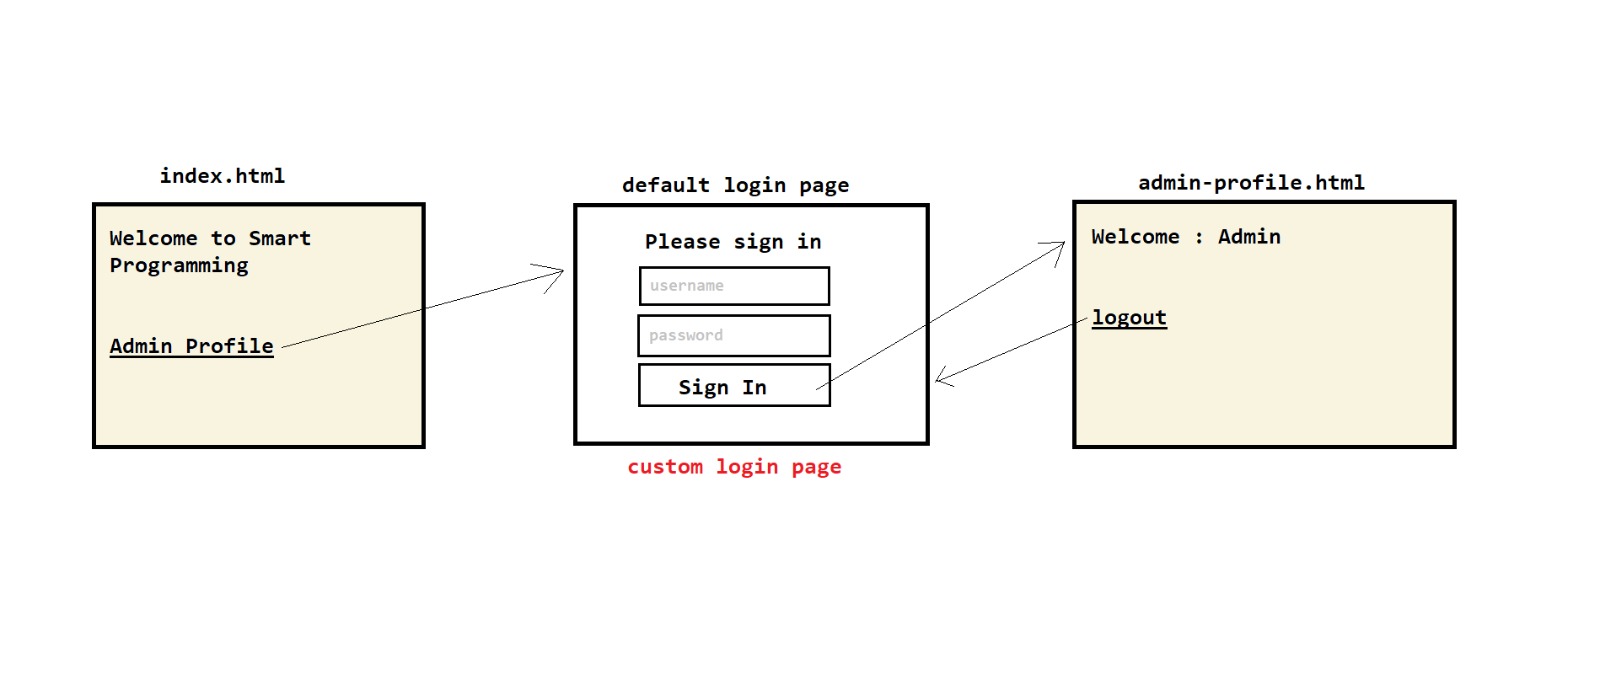 index.html
Welcome to Smart
Programming
Admin Profile
default login page
Please sign in
username
password
Sign In
custom login page
admin-profile.html
Welcome : Admin
logout